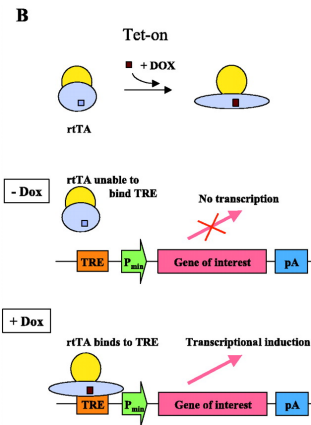 B
Tet-on
+ DOX
rtTA
- Dox
rtTA unable to
bind TRE
No transcription
TRE
Pmin
Gene of interest
pA
+ Dox
rtTA binds to TRE
Transcriptional induction
TRE
Pmin
Gene of interest
pA